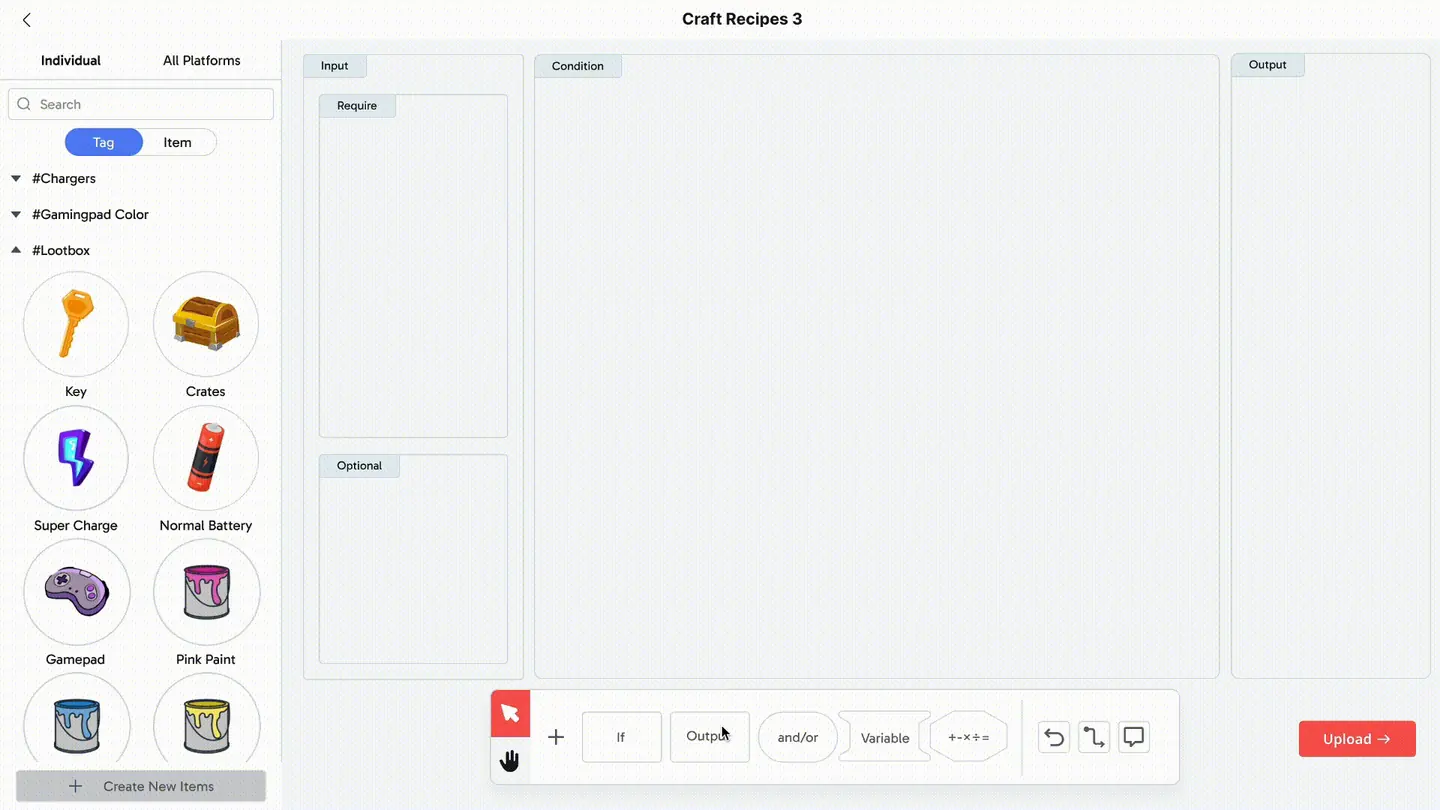 Craft Recipes 3
Individual
All Platforms
Search
Tag
Item
#Chargers
#Gamingpad Color
#Lootbox
Key
Crates
Super Charge
Normal Battery
Gamepad
Pink Paint
Create New Items
Input
Require
Optional
Condition
Output
If
Output
and/or
Variable
+-×÷=
Upload →